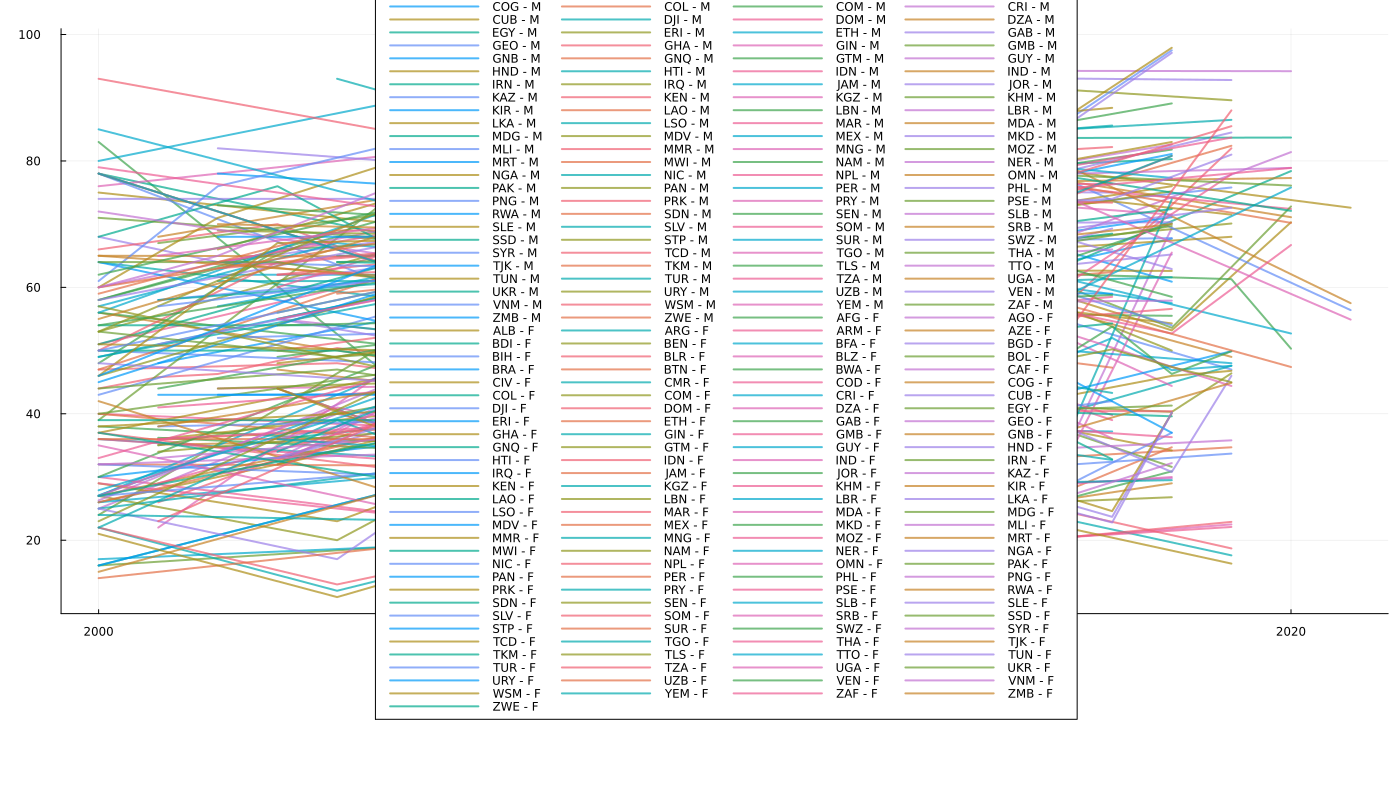 COG - M COL - M COM - M CRI - M
CUB - M DJI - M DOM - M DZA - M
100 EGY - M ERI - M ETH - M GAB - M
GEO - M GHA - M GIN - M GMB - M
GNB - M GNQ - M GTM - M GUY - M
HND - M HTI - M IDN - M IND - M
IRN - M IRQ - M JAM - M JOR - M
KAZ - M KEN - M KGZ - M KHM - M
KIR - M LAO - M LBN - M LBR - M
LKA - M LSO - M MAR - M MDA - M
MDG - M MDV - M MEX - M MKD - M
MLI - M MMR - M MNG - M MOZ - M
80 MRT - M MWI - M NAM - M NER - M
NGA - M NIC - M NPL - M OMN - M
PAK - M PAN - M PER - M PHL - M
PNG - M PRK - M PRY - M PSE - M
RWA - M SDN - M SEN - M SLB - M
SLE - M SLV - M SOM - M SRB - M
SSD - M STP - M SUR - M SWZ - M
SYR - M TCD - M TGO - M THA - M
TJK - M TKM - M TLS - M TTO - M
TUN - M TUR - M TZA - M UGA - M
60 UKR - M URY - M UZB - M VEN - M
VNM - M WSM - M YEM - M ZAF - M
ZMB - M ZWE - M AFG - F AGO - F
ALB - F ARG - F ARM - F AZE - F
BDI - F BEN - F BFA - F BGD - F
BIH - F BLR - F BLZ - F BOL - F
BRA - F BTN - F BWA - F CAF - F
CIV - F CMR - F COD - F COG - F
COL - F COM - F CRI - F CUB - F
40 DJI - F DOM - F DZA - F EGY - F
ERI - F ETH - F GAB - F GEO - F
GHA - F GIN - F GMB - F GNB - F
GNQ - F GTM - F GUY - F HND - F
HTI - F IDN - F IND - F IRN - F
IRQ - F JAM - F JOR - F KAZ - F
KEN - F KGZ - F KHM - F KIR - F
LAO - F LBN - F LBR - F LKA - F
LSO - F MAR - F MDA - F MDG - F
MDV - F MEX - F MKD - F MLI - F
20 MMR - F MNG - F MOZ - F MRT - F
MWI - F NAM - F NER - F NGA - F
NIC - F NPL - F OMN - F PAK - F
PAN - F PER - F PHL - F PNG - F
PRK - F PRY - F PSE - F RWA - F
SDN - F SEN - F SLB - F SLE - F
SLV - F SOM - F SRB - F SSD - F
2000 STP - F SUR - F SWZ - F SYR - F 2020
TCD - F TGO - F THA - F TJK - F
TKM - F TLS - F TTO - F TUN - F
TUR - F TZA - F UGA - F UKR - F
URY - F UZB - F VEN - F VNM - F
WSM - F YEM - F ZAF - F ZMB - F
ZWE - F